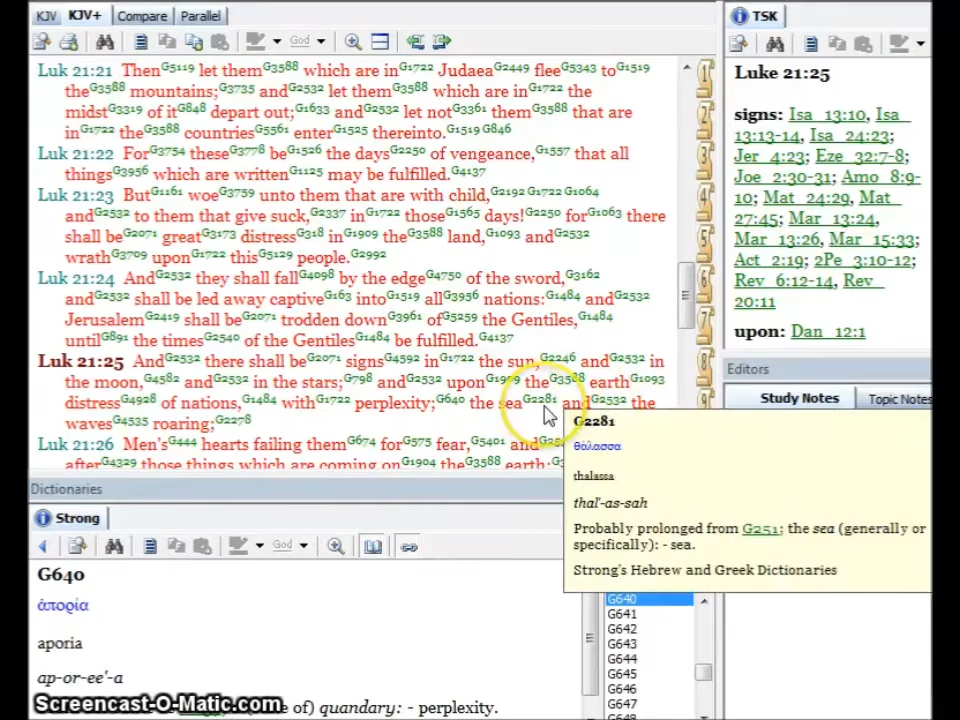 KJV KJV+ Compare Parallel
God
Luk 21:21 Then G5119 let them G3588 which are in G1722 Judaea G2449 flee G5343 to G1519
the G3588 mountains; G3735 and G2532 let them G3588 which are in G1722 the
midst G3319 of it G848 depart out; G1633 and G2532 let not G3361 them G3588 that are
in G1722 the G3588 countries G5561 enter G1525 thereinto. G1519 G846
Luk 21:22 For G3754 these G3778 be G1526 the days G2250 of vengeance, G1557 that all
things G3956 which are written G1125 may be fulfilled. G4137
Luk 21:23 But G1161 woe G3759 unto them that are with child, G2192 G1722 G1064
and G2532 to them that give suck, G2337 in G1722 those G1565 days! G2250 for G1063 there
shall be G2071 great G3173 distress G318 in G1909 the G3588 land, G1093 and G2532
wrath G3709 upon G1722 this G5129 people. G2992
Luk 21:24 And G2532 they shall fall G4098 by the edge G4750 of the sword, G3162
and G2532 shall be led away captive G163 into G1519 all G3956 nations: G1484 and G2532
Jerusalem G2419 shall be G2071 trodden down G3961 of G5259 the Gentiles, G1484
until G891 the times G2540 of the Gentiles G1484 be fulfilled. G4137
Luk 21:25 And G2532 there shall be G2071 signs G4592 in G1722 the sun, G2246 and G2532 in
the moon, G4582 and G2532 in the stars; G798 and G2532 upon G1909 the G3588 earth G1093
distress G4928 of nations, G1484 with G1722 perplexity; G640 the sea G2281 and G2532 the
waves G4535 roaring; G2278
Luk 21:26 Men's G444 hearts failing them G674 for G575 fear, G5401 and
after G4329 those things which are coming on G1904 the G3588 earth:
1
2
3
4
5
6
7
8
9
TSK
Luke 21:25
signs: Isa 13:10, Isa
13:13-14, Isa 24:23;
Jer 4:23; Eze 32:7-8;
Joe 2:30-31; Amo 8:9-
10; Mat 24:29, Mat
27:45; Mar 13:24,
Mar 13:26, Mar 15:33;
Act 2:19; 2Pe 3:10-12;
Rev 6:12-14, Rev
20:11
upon: Dan 12:1
Editors
Study Notes Topic Notes
G2281
θάλασσα
thalassa
thal'-as-sah
Probably prolonged from G251; the sea (generally or
specifically): - sea.
Strong's Hebrew and Greek Dictionaries
Dictionaries
Strong
God
G640
ἀπορία
aporia
ap-or-ee'-a
of) quandary: - perplexity.
G640
G641
G642
G643
G644
G645
G646
G647
G648
Screencast-O-Matic.com